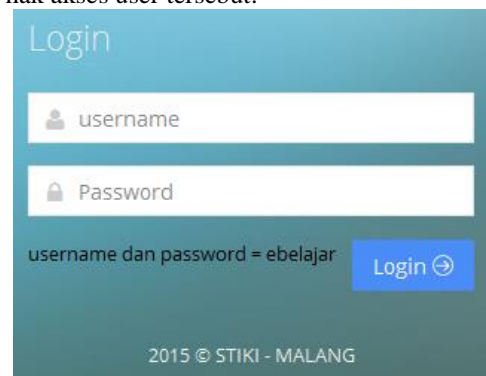 hak akses user tersebut.
Login
username
Password
username dan password = ebelajar
Login
2015 © STIKI - MALANG